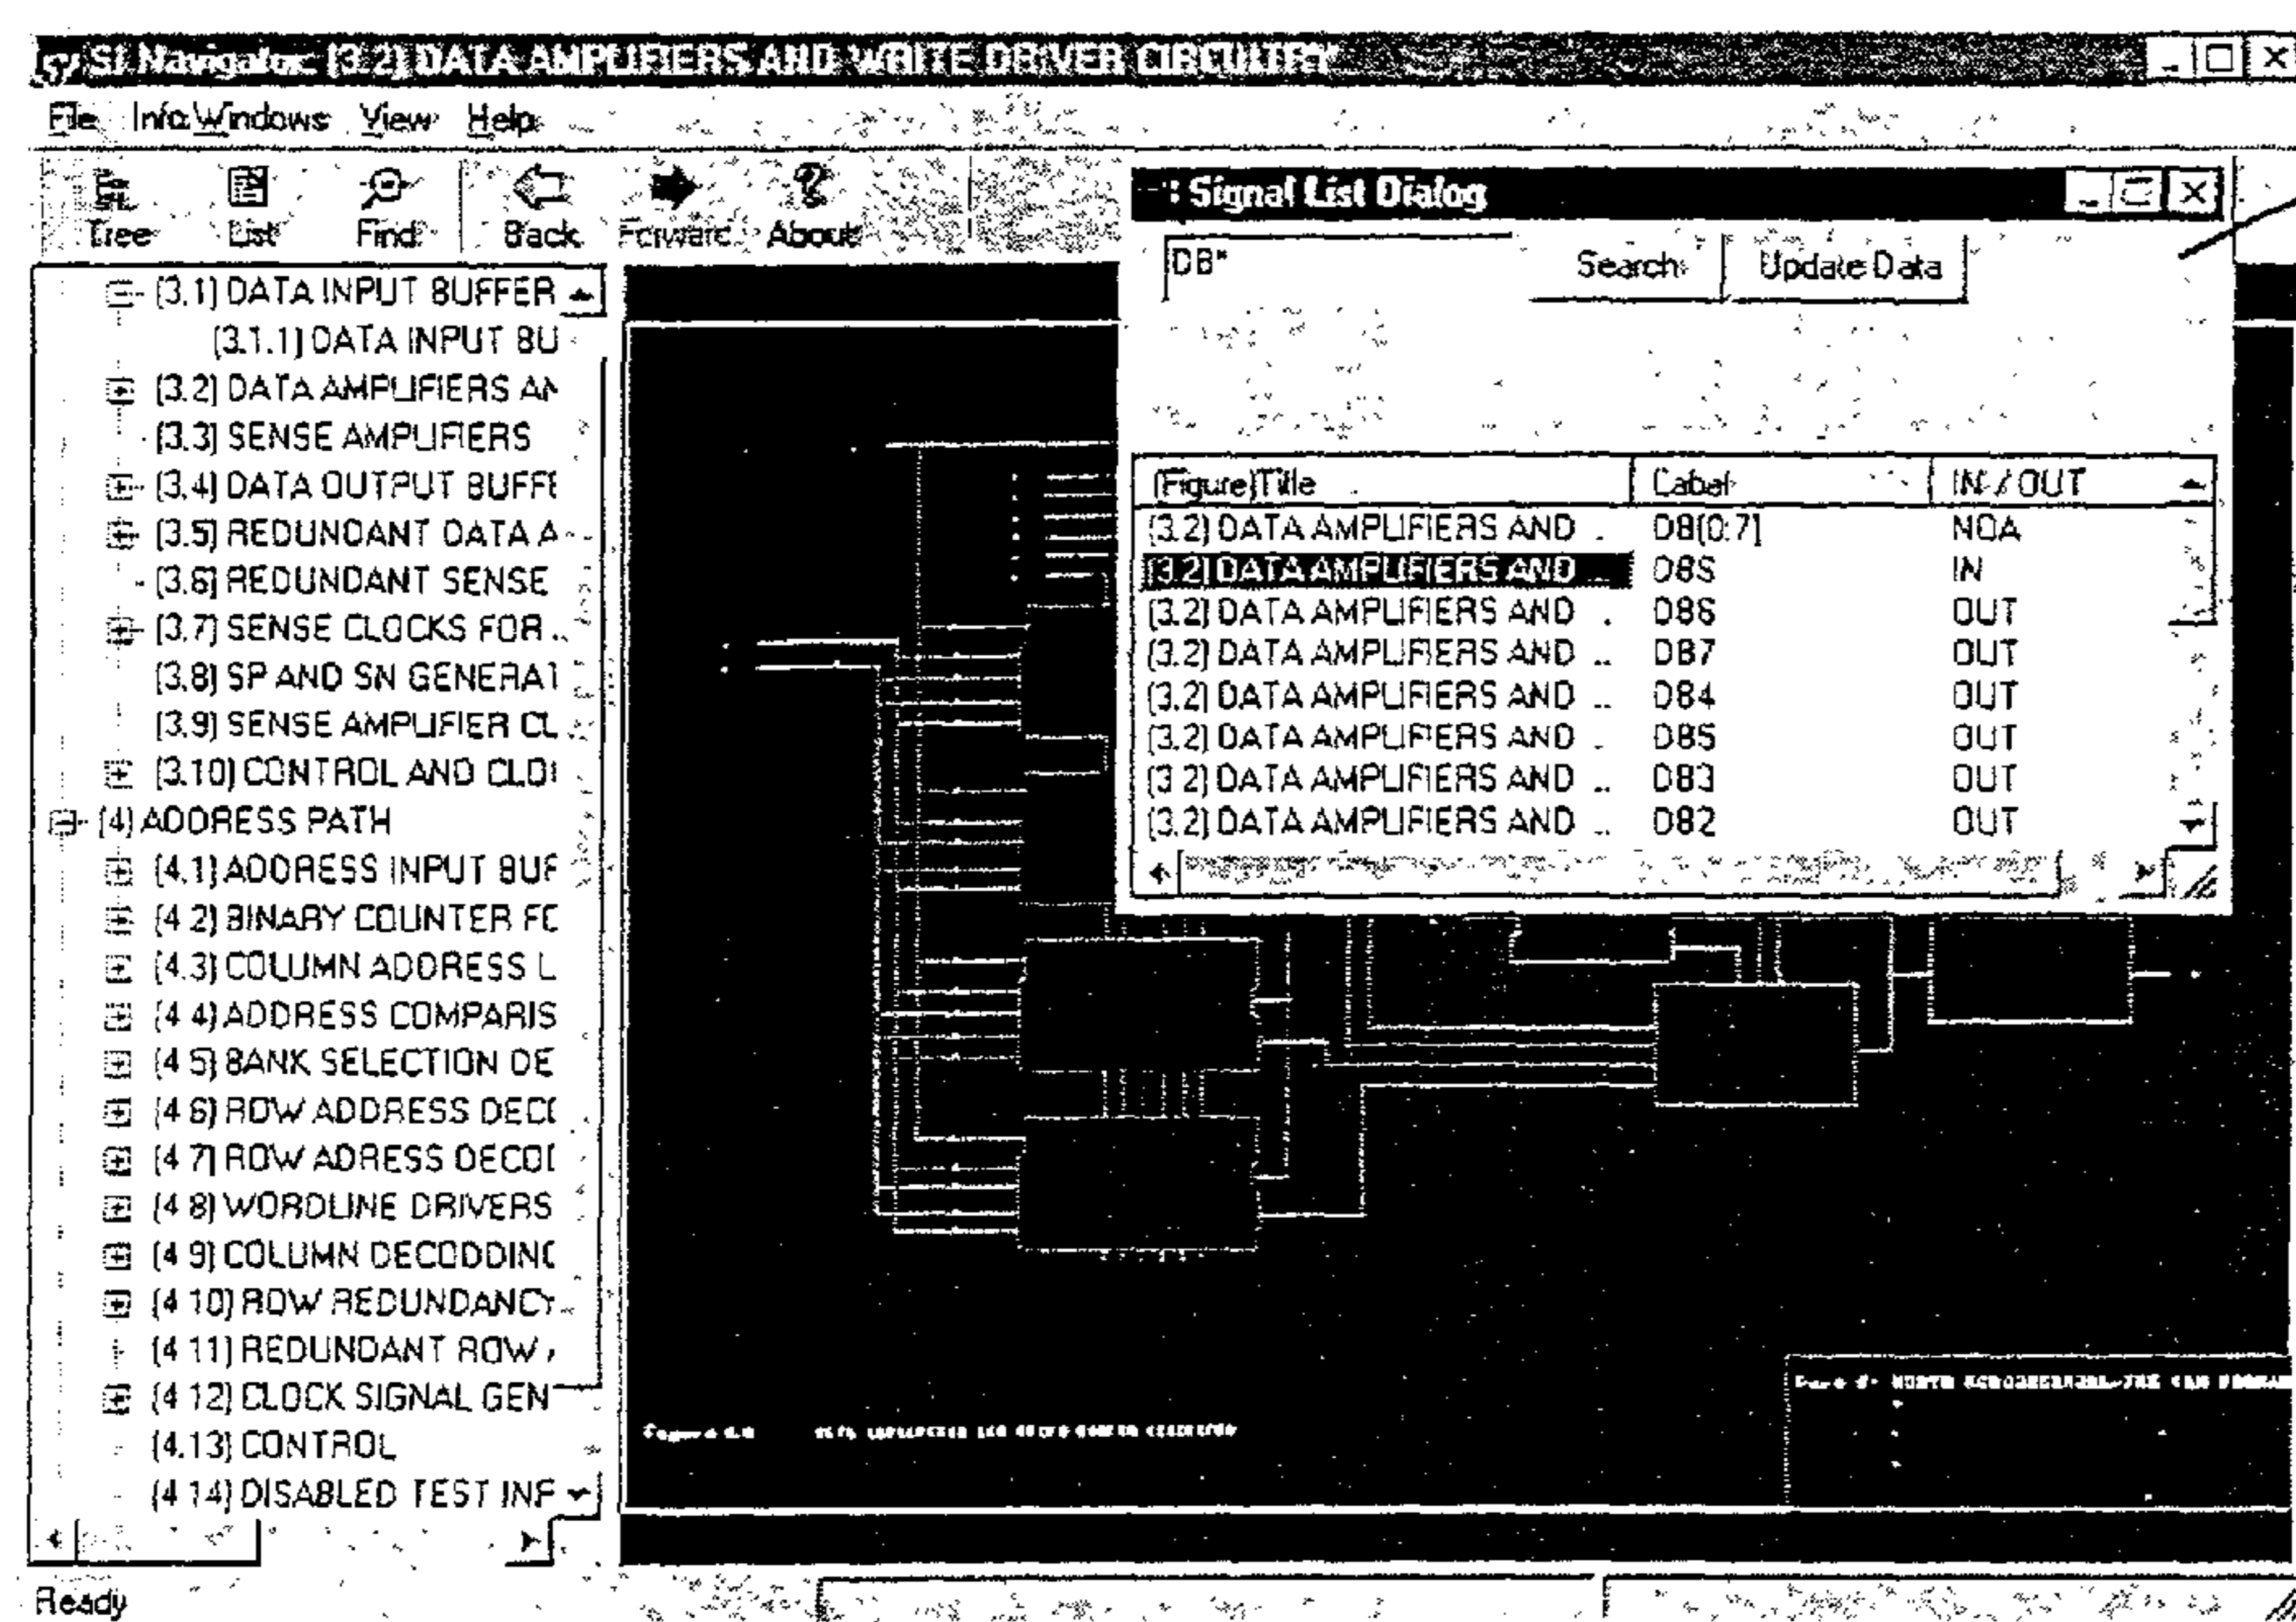 SI Navigator: [3.2] DATA AMPLIFIERS AND WRITE DRIVER CIRCUITRY
File Info Windows View Help
Tree List Find Back Forward About
[3.1] DATA INPUT BUFFER
[3.1.1] DATA INPUT BU
[3.2] DATA AMPLIFIERS AN
[3.3] SENSE AMPLIFIERS
[3.4] DATA OUTPUT BUFFE
[3.5] REDUNDANT DATA A
[3.6] REDUNDANT SENSE
[3.7] SENSE CLOCKS FOR ..
[3.8] SP AND SN GENERAT
[3.9] SENSE AMPLIFIER CL
[3.10] CONTROL AND CLO
[4] ADDRESS PATH
[4.1] ADDRESS INPUT BUF
[4.2] BINARY COUNTER FO
[4.3] COLUMN ADDRESS L
[4.4] ADDRESS COMPARIS
[4.5] BANK SELECTION DE
[4.6] ROW ADDRESS DEC
[4.7] ROW ADRESS DECO
[4.8] WORDLINE DRIVERS
[4.9] COLUMN DECODDING
[4.10] ROW REDUNDANCY
[4.11] REDUNDANT ROW
[4.12] CLOCK SIGNAL GEN
[4.13] CONTROL
[4.14] DISABLED TEST INP
Ready
Signal List Dialog
DB*
Search Update Data
[Figure]Title Label IN / OUT
[3.2] DATA AMPLIFIERS AND . DB[0:7] NOA
[3.2] DATA AMPLIFIERS AND ... DBS IN
[3.2] DATA AMPLIFIERS AND . DB6 OUT
[3.2] DATA AMPLIFIERS AND .. DB7 OUT
[3.2] DATA AMPLIFIERS AND .. DB4 OUT
[3.2] DATA AMPLIFIERS AND .. DB5 OUT
[3.2] DATA AMPLIFIERS AND .. DB3 OUT
[3.2] DATA AMPLIFIERS AND .. DB2 OUT